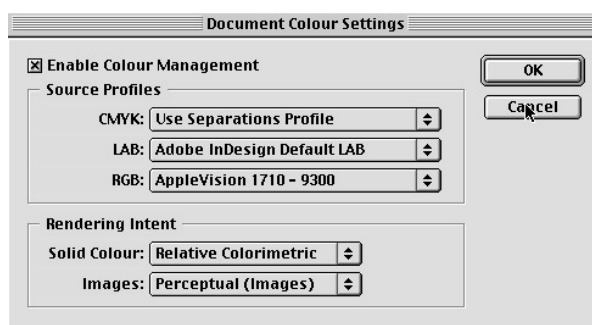 Document Colour Settings
Enable Colour Management
OK
Source Profiles
Cancel
CMYK: Use Separations Profile
LAB: Adobe InDesign Default LAB
RGB: AppleVision 1710 - 9300
Rendering Intent
Solid Colour: Relative Colorimetric
Images: Perceptual (Images)